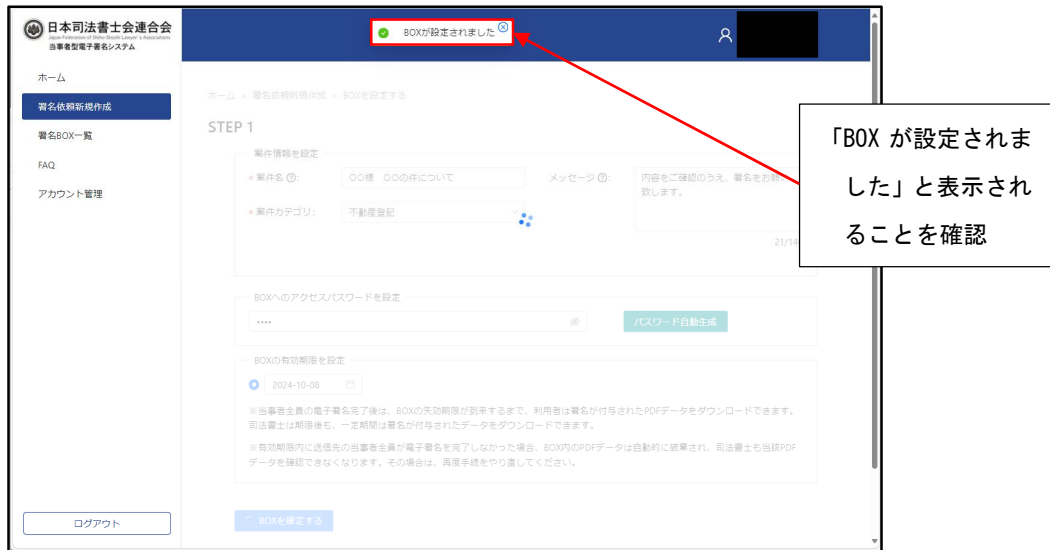 日本司法書士会連合会
Japan Federation of Shiho-Shoshi Lawyer's Associations
当事者型電子署名システム
BOXが設定されました
ホーム
署名依頼新規作成
署名BOX一覧
FAQ
アカウント管理
ログアウト
ホーム » 署名依頼新規作成 » BOXを設定する
STEP 1
案件情報を設定
*案件名 ?: 〇〇様 〇〇の件について
メッセージ ?: 内容をご確認のうえ、署名をお願い
致します。
*案件カテゴリ: 不動産登記
21/14
BOXへのアクセスパスワードを設定
••••
パスワード自動生成
BOXの有効期限を設定
2024-10-08
※当事者全員の電子署名完了後は、BOXの失効期限が到来するまで、利用者は署名が付与されたPDFデータをダウンロードできます。
司法書士は期限後も、一定期間は署名が付与されたデータをダウンロードできます。
※有効期限内に送信先の当事者全員が電子署名を完了しなかった場合、BOX内のPDFデータは自動的に破棄され、司法書士も当該PDF
データを確認できなくなります。その場合は、再度手続をやり直してください。
BOXを確定する
「BOX が設定されま
した」と表示され
ることを確認